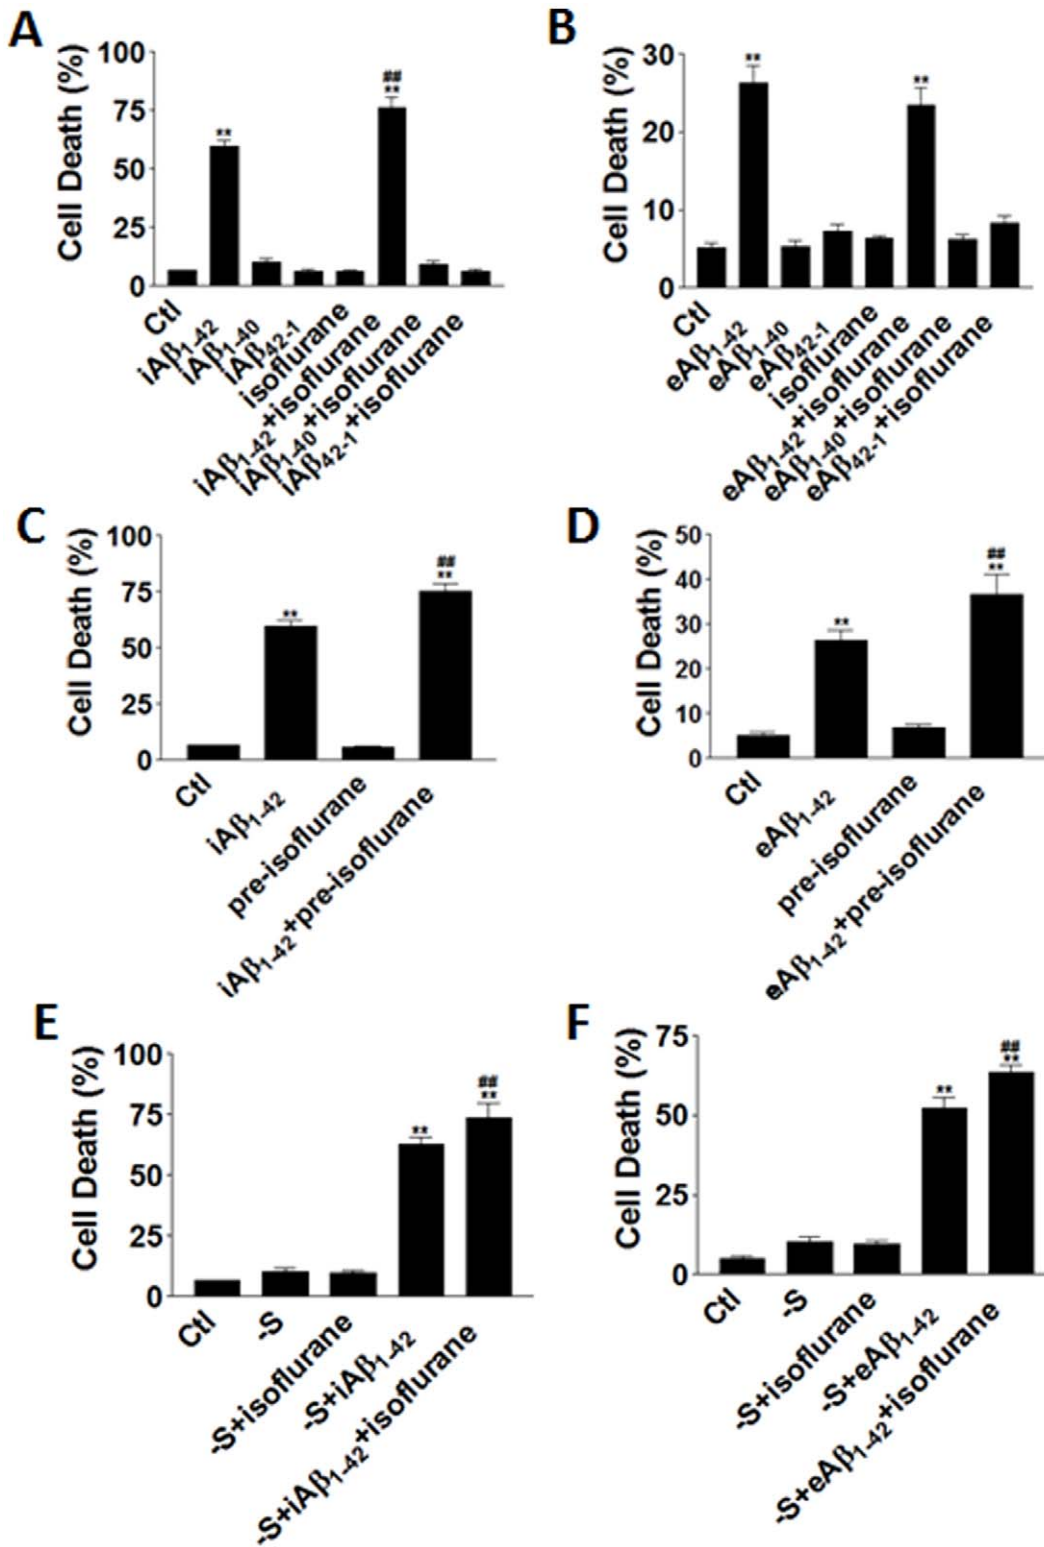 A
Cell Death (%)
100
75
50
25
0
**
##
**
Ctl
iAβ1-42
iAβ1-40
iAβ42-1
isoflurane
iAβ1-42+isoflurane
iAβ1-40+isoflurane
iAβ42-1+isoflurane
B
Cell Death (%)
30
20
10
0
**
**
Ctl
eAβ1-42
eAβ1-40
eAβ42-1
isoflurane
eAβ1-42+isoflurane
eAβ1-40+isoflurane
eAβ42-1+isoflurane
C
Cell Death (%)
100
75
50
25
0
**
##
**
Ctl
iAβ1-42
pre-isoflurane
iAβ1-42+pre-isoflurane
D
Cell Death (%)
50
40
30
20
10
0
**
##
**
Ctl
eAβ1-42
pre-isoflurane
eAβ1-42+pre-isoflurane
E
Cell Death (%)
100
75
50
25
0
**
##
**
Ctl
-S
-S+isoflurane
-S+iAβ1-42
-S+iAβ1-42+isoflurane
F
Cell Death (%)
75
50
25
0
**
##
**
Ctl
-S
-S+isoflurane
-S+eAβ1-42
-S+eAβ1-42+isoflurane